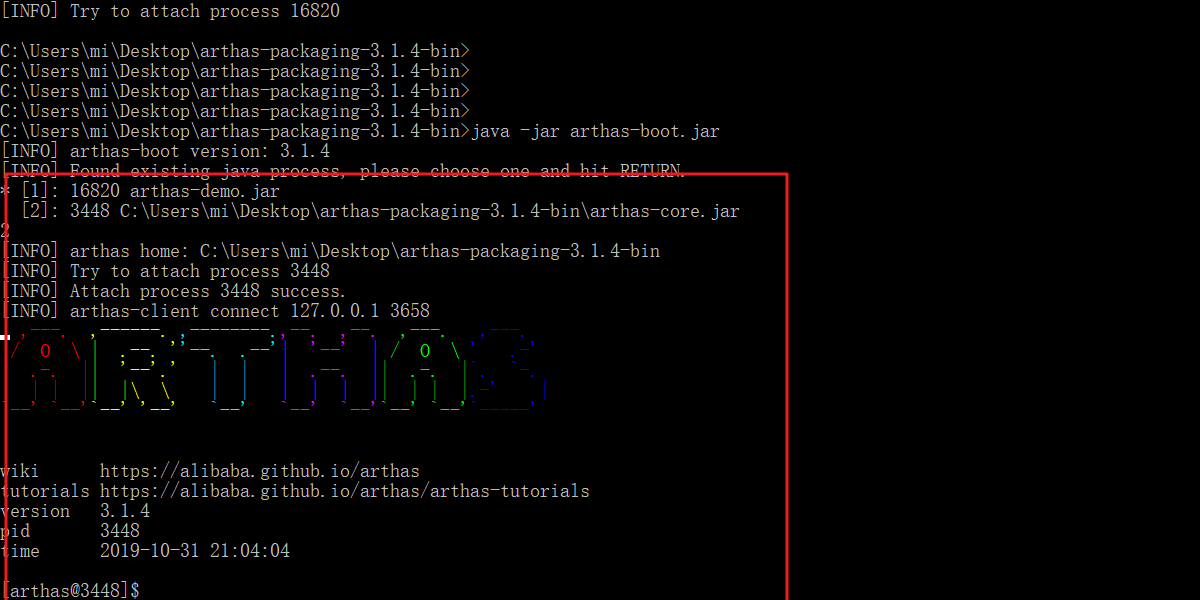 [INFO] Try to attach process 16820
C:\Users\mi\Desktop\arthas-packaging-3.1.4-bin>
C:\Users\mi\Desktop\arthas-packaging-3.1.4-bin>
C:\Users\mi\Desktop\arthas-packaging-3.1.4-bin>
C:\Users\mi\Desktop\arthas-packaging-3.1.4-bin>
C:\Users\mi\Desktop\arthas-packaging-3.1.4-bin>java -jar arthas-boot.jar
[INFO] arthas-boot version: 3.1.4
[INFO] Found existing java process, please choose one and hit RETURN.
* [1]: 16820 arthas-demo.jar
[2]: 3448 C:\Users\mi\Desktop\arthas-packaging-3.1.4-bin\arthas-core.jar
2
[INFO] arthas home: C:\Users\mi\Desktop\arthas-packaging-3.1.4-bin
[INFO] Try to attach process 3448
[INFO] Attach process 3448 success.
[INFO] arthas-client connect 127.0.0.1 3658
ARTHAS
wiki https://alibaba.github.io/arthas
tutorials https://alibaba.github.io/arthas/arthas-tutorials
version 3.1.4
pid 3448
time 2019-10-31 21:04:04
[arthas@3448]$